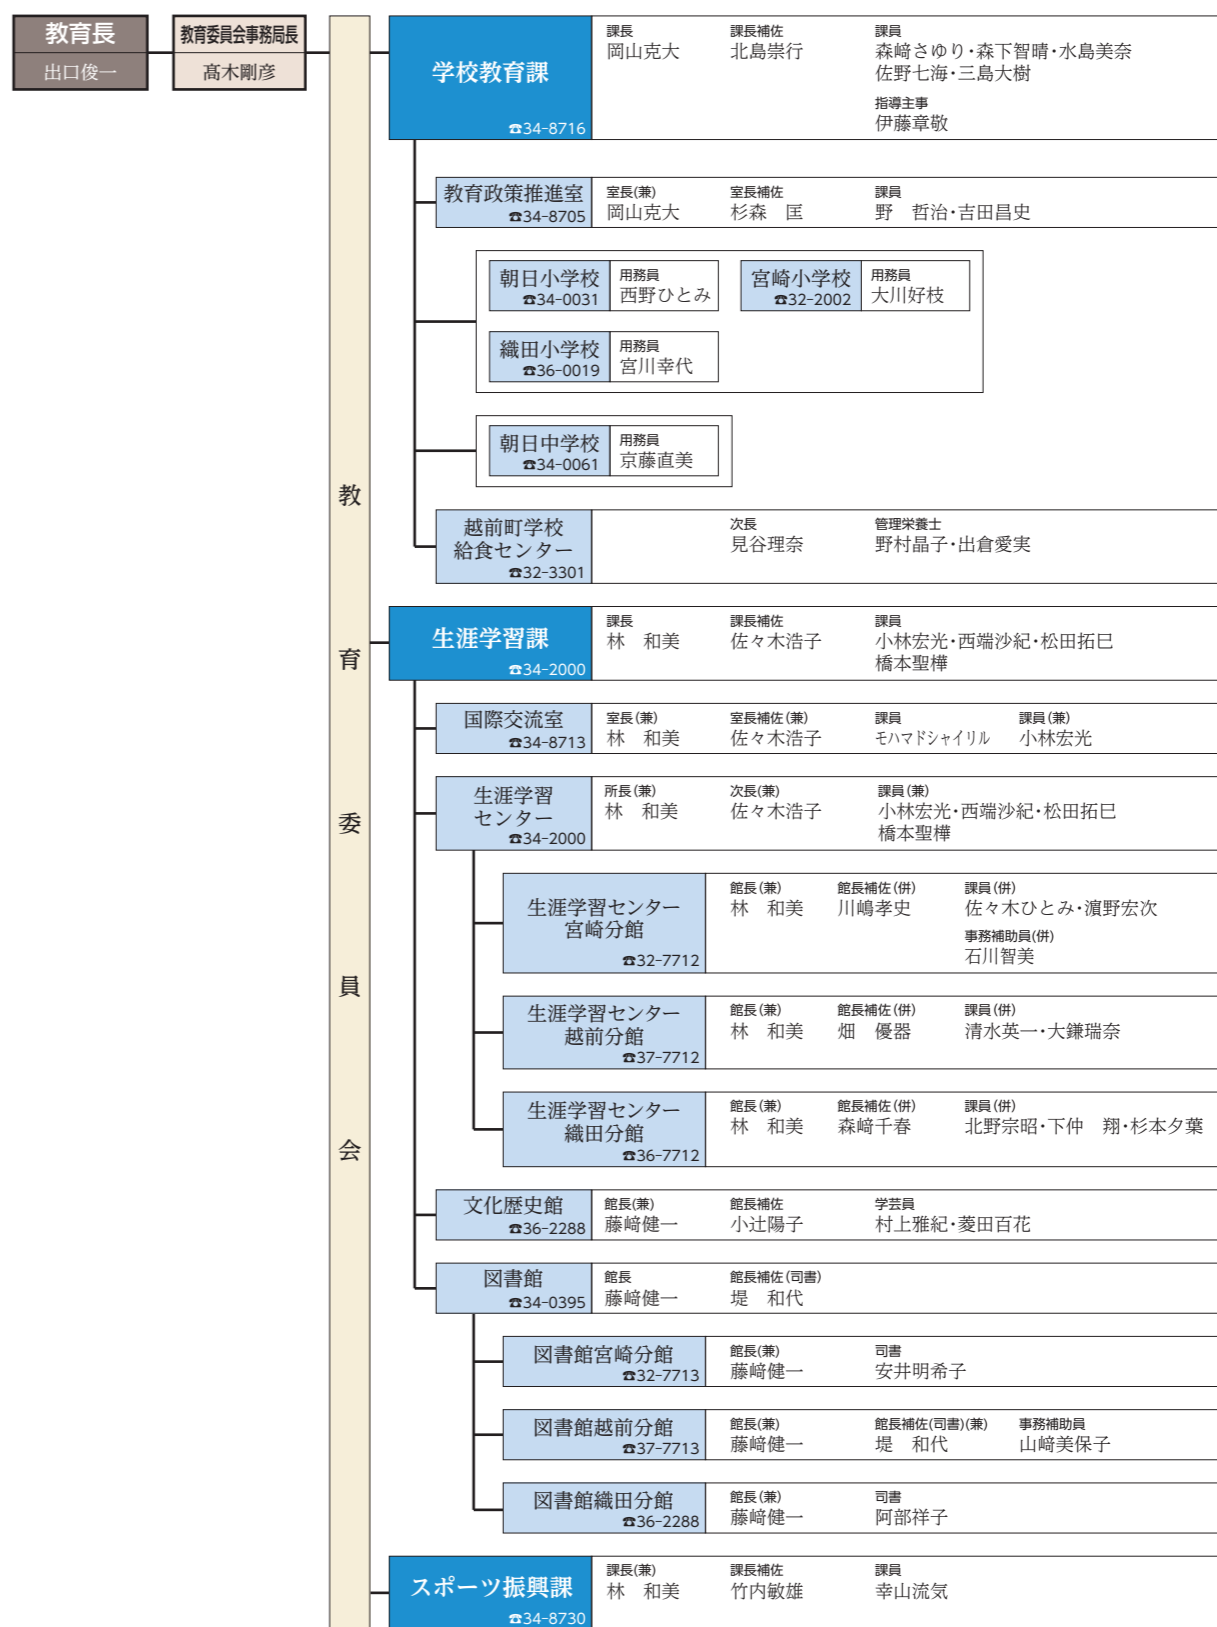 教育長
出口俊一
教育委員会事務局長
髙木剛彦
教育委員会
学校教育課
☎34-8716
課長
岡山克大
課長補佐
北島崇行
課員
森﨑さゆり・森下智晴・水島美奈
佐野七海・三島大樹
指導主事
伊藤章敬
教育政策推進室
☎34-8705
室長(兼)
岡山克大
室長補佐
杉森　匡
課員
野　哲治・吉田昌史
朝日小学校
☎34-0031
用務員
西野ひとみ
宮崎小学校
☎32-2002
用務員
大川好枝
織田小学校
☎36-0019
用務員
宮川幸代
朝日中学校
☎34-0061
用務員
京藤直美
越前町学校
給食センター
☎32-3301
次長
見谷理奈
管理栄養士
野村晶子・出倉愛実
生涯学習課
☎34-2000
課長
林　和美
課長補佐
佐々木浩子
課員
小林宏光・西端沙紀・松田拓巳
橋本聖樺
国際交流室
☎34-8713
室長(兼)
林　和美
室長補佐(兼)
佐々木浩子
課員
モハマドシャイリル
課員(兼)
小林宏光
生涯学習
センター
☎34-2000
所長(兼)
林　和美
次長(兼)
佐々木浩子
課員(兼)
小林宏光・西端沙紀・松田拓巳
橋本聖樺
生涯学習センター
宮崎分館
☎32-7712
館長(兼)
林　和美
館長補佐(併)
川嶋孝史
課員(併)
佐々木ひとみ・濵野宏次
事務補助員(併)
石川智美
生涯学習センター
越前分館
☎37-7712
館長(兼)
林　和美
館長補佐(併)
畑　優器
課員(併)
清水英一・大鎌瑞奈
生涯学習センター
織田分館
☎36-7712
館長(兼)
林　和美
館長補佐(併)
森﨑千春
課員(併)
北野宗昭・下仲　翔・杉本夕葉
文化歴史館
☎36-2288
館長(兼)
藤﨑健一
館長補佐
小辻陽子
学芸員
村上雅紀・菱田百花
図書館
☎34-0395
館長
藤﨑健一
館長補佐(司書)
堤　和代
図書館宮崎分館
☎32-7713
館長(兼)
藤﨑健一
司書
安井明希子
図書館越前分館
☎37-7713
館長(兼)
藤﨑健一
館長補佐(司書)(兼)
堤　和代
事務補助員
山﨑美保子
図書館織田分館
☎36-2288
館長(兼)
藤﨑健一
司書
阿部祥子
スポーツ振興課
☎34-8730
課長(兼)
林　和美
課長補佐
竹内敏雄
課員
幸山流気